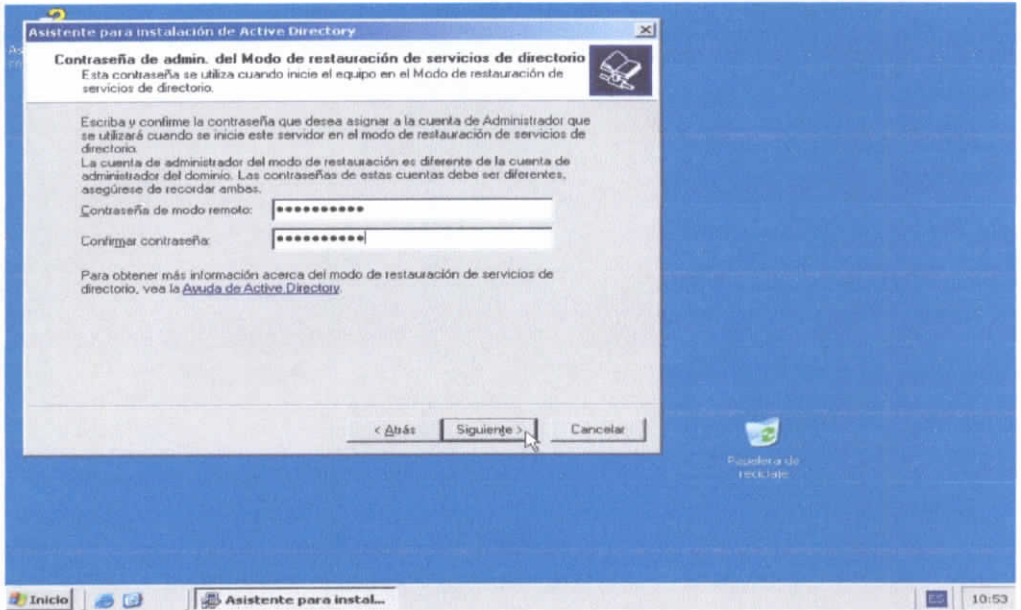 Asistente para instalación de Active Directory
Contraseña de admin. del Modo de restauración de servicios de directorio
Esta contraseña se utiliza cuando inicie el equipo en el Modo de restauración de
servicios de directorio.
Escriba y confirme la contraseña que desea asignar a la cuenta de Administrador que
se utilizará cuando se inicie este servidor en el modo de restauración de servicios de
directorio.
La cuenta de administrador del modo de restauración es diferente de la cuenta de
administrador del dominio. Las contraseñas de estas cuentas debe ser diferentes,
asegúrese de recordar ambas.
Contraseña de modo remoto: ••••••••••
Confirmar contraseña: ••••••••••
Para obtener más información acerca del modo de restauración de servicios de
directorio, vea la Ayuda de Active Directory.
< Atrás Siguiente > Cancelar
Papelera de
reciclaje
Inicio Asistente para instal... ES 10:53